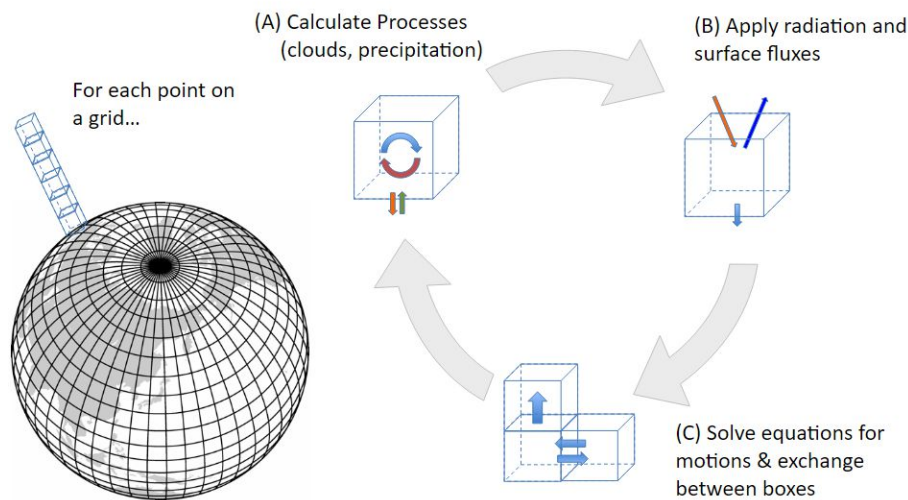 (A) Calculate Processes
(clouds, precipitation)
(B) Apply radiation and
surface fluxes
For each point on
a grid...
(C) Solve equations for
motions & exchange
between boxes